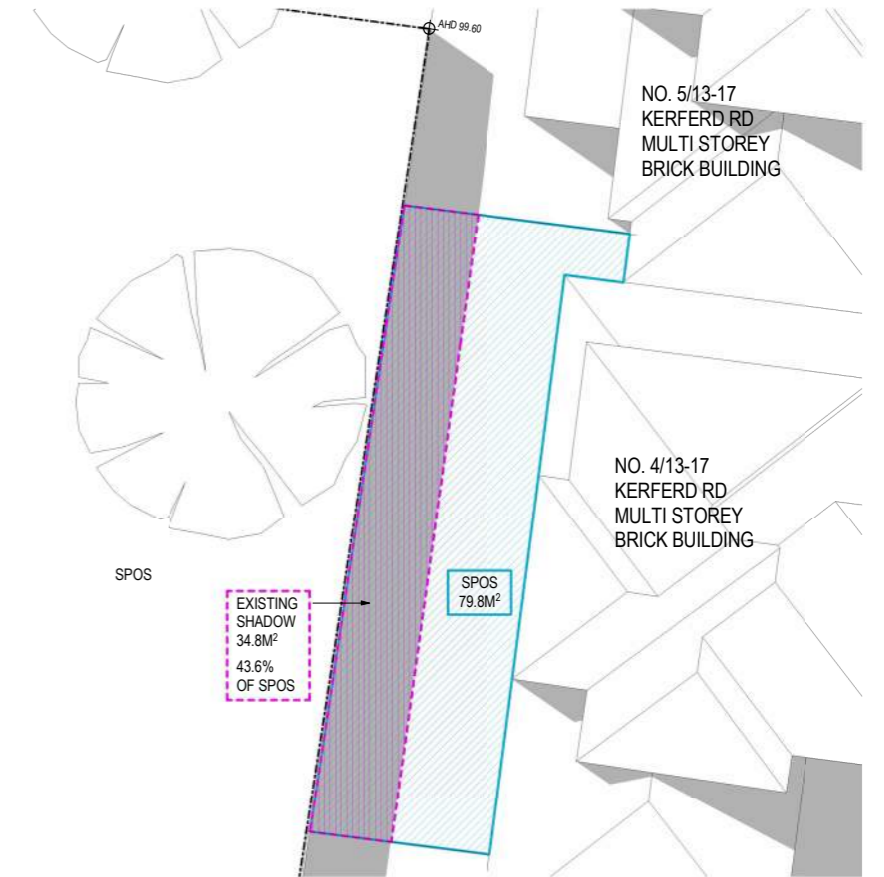 AHD 99.60
NO. 5/13-17
KERFERD RD
MULTI STOREY
BRICK BUILDING
NO. 4/13-17
KERFERD RD
MULTI STOREY
BRICK BUILDING
SPOS
SPOS
79.8M²
EXISTING
SHADOW
34.8M²
43.6%
OF SPOS